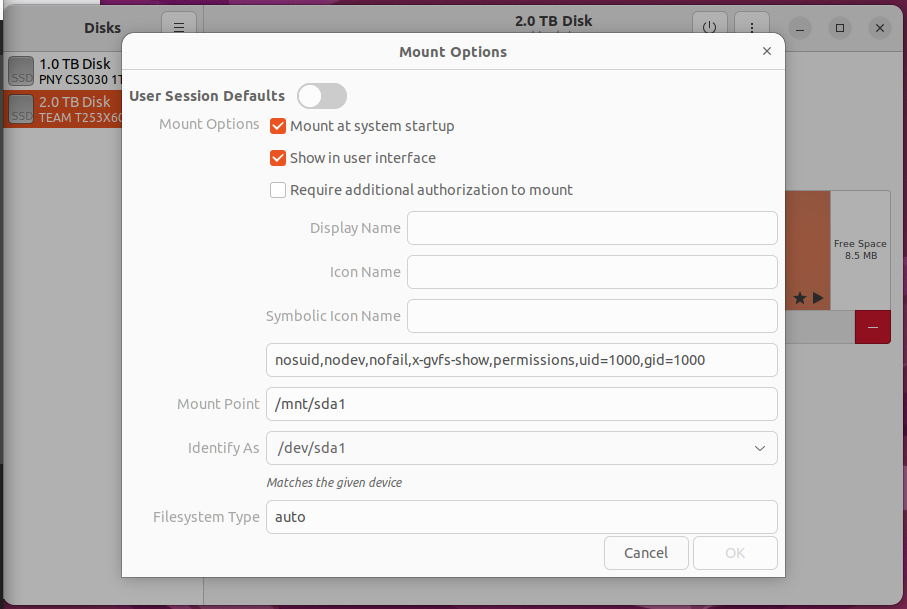 Disks
2.0 TB Disk
Mount Options
1.0 TB Disk
SSD
PNY CS3030 1T
2.0 TB Disk
SSD
TEAM T253X60
User Session Defaults
Mount Options
Mount at system startup
Show in user interface
Require additional authorization to mount
Display Name
Icon Name
Symbolic Icon Name
nosuid,nodev,nofail,x-gvfs-show,permissions,uid=1000,gid=1000
Mount Point
/mnt/sda1
Identify As
/dev/sda1
Matches the given device
Filesystem Type
auto
Cancel
OK
Free Space
8.5 MB